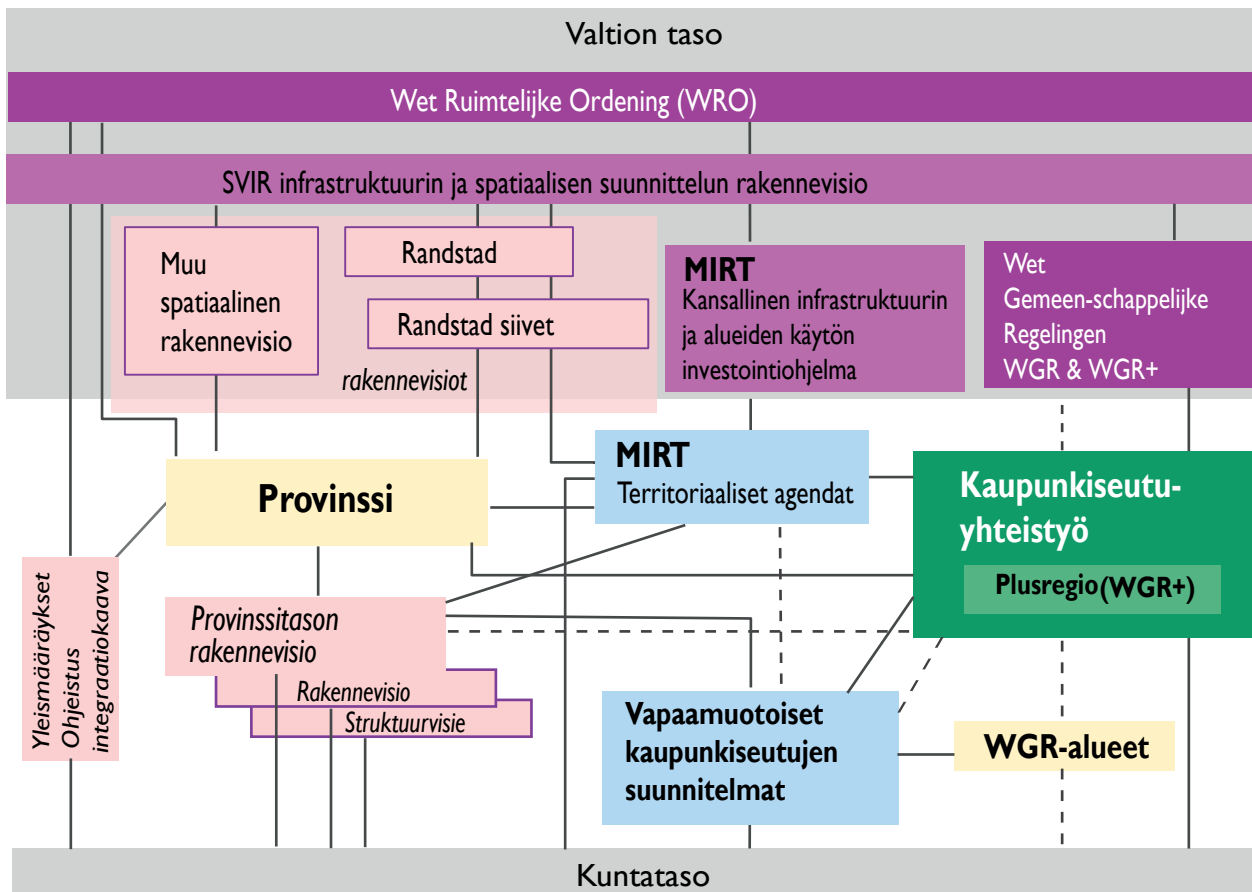 Valtion taso
Wet Ruimtelijke Ordening (WRO)
SVIR infrastruktuurin ja spatiaalisen suunnittelun rakennevisio
Muu
spatiaalinen
rakennevisio
Randstad
Randstad siivet
rakennevisiot
MIRT
Kansallinen infrastruktuurin
ja alueiden käytön
investointiohjelma
Wet
Gemeen-schappelijke
Regelingen
WGR & WGR+
Provinssi
MIRT
Territoriaaliset agendat
Kaupunkiseutu-
yhteistyö
Plusregio(WGR+)
Yleismääräykset
Ohjeistus
integraatiokaava
Provinssitason
rakennevisio
Rakennevisio
Struktuurvisie
Vapaamuotoiset
kaupunkiseutujen
suunnitelmat
WGR-alueet
Kuntataso